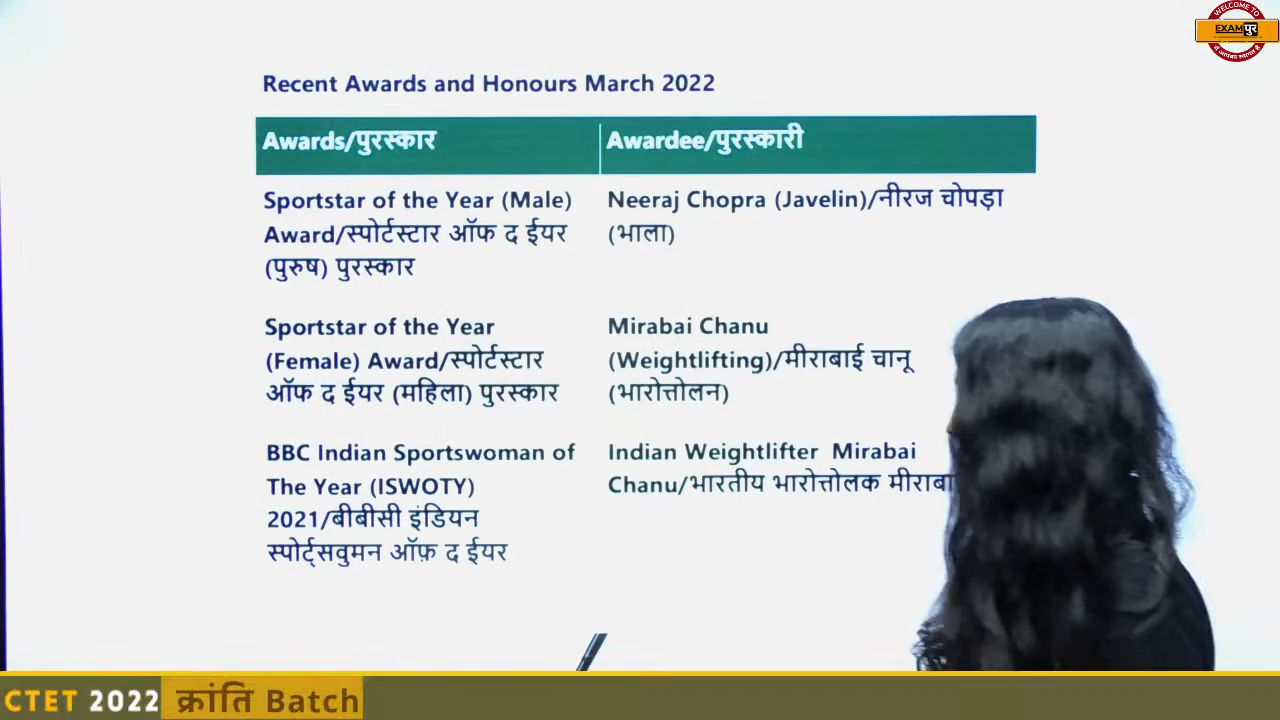 WELCOME TO
EXAMपुर
Recent Awards and Honours March 2022
Awards/पुरस्कार
Awardee/पुरस्कारी
Sportstar of the Year (Male)
Award/स्पोर्टस्टार ऑफ द ईयर
(पुरुष) पुरस्कार
Neeraj Chopra (Javelin)/नीरज चोपड़ा
(भाला)
Sportstar of the Year
(Female) Award/स्पोर्टस्टार
ऑफ द ईयर (महिला) पुरस्कार
Mirabai Chanu
(Weightlifting)/मीराबाई चानू
(भारोत्तोलन)
BBC Indian Sportswoman of
The Year (ISWOTY)
2021/बीबीसी इंडियन
स्पोर्ट्सवुमन ऑफ़ द ईयर
Indian Weightlifter Mirabai
Chanu/भारतीय भारोत्तोलक
CTET 2022 क्रांति Batch